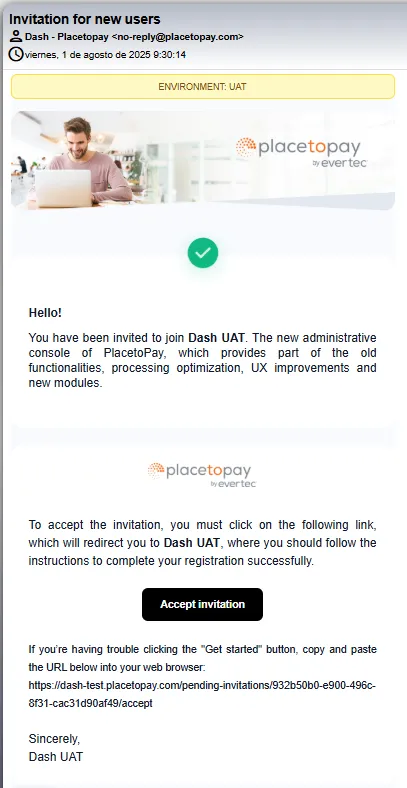 Invitation for new users
Dash - Placetopay <no-reply@placetopay.com>
viernes, 1 de agosto de 2025 9:30:14
ENVIRONMENT: UAT
placetopay
by evertec
Hello!
You have been invited to join Dash UAT. The new administrative
console of PlacetoPay, which provides part of the old
functionalities, processing optimization, UX improvements and
new modules.
placetopay
by evertec
To accept the invitation, you must click on the following link,
which will redirect you to Dash UAT, where you should follow the
instructions to complete your registration successfully.
Accept invitation
If you're having trouble clicking the "Get started" button, copy and paste
the URL below into your web browser:
https://dash-test.placetopay.com/pending-invitations/932b50b0-e900-496c-
8f31-cac31d90af49/accept
Sincerely,
Dash UAT